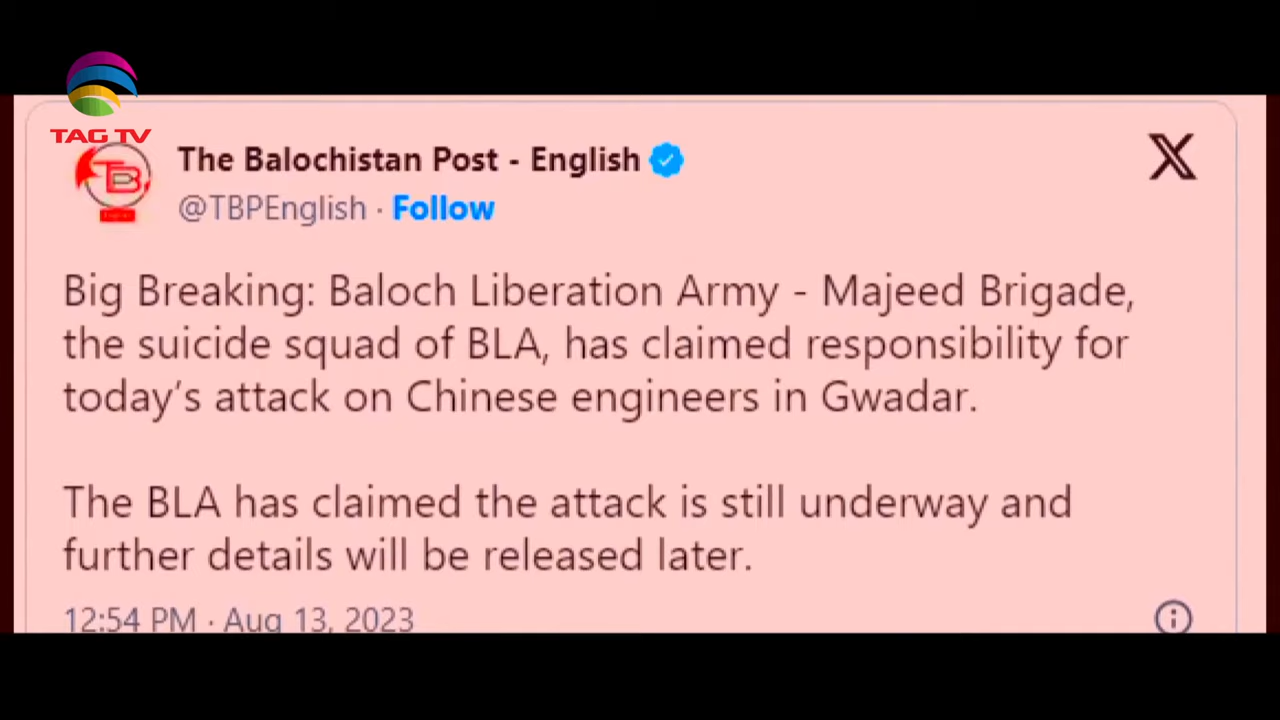 TAG TV
TB
The Balochistan Post - English
@TBPEnglish · Follow
Big Breaking: Baloch Liberation Army - Majeed Brigade,
the suicide squad of BLA, has claimed responsibility for
today’s attack on Chinese engineers in Gwadar.
The BLA has claimed the attack is still underway and
further details will be released later.
12:54 PM · Aug 13, 2023